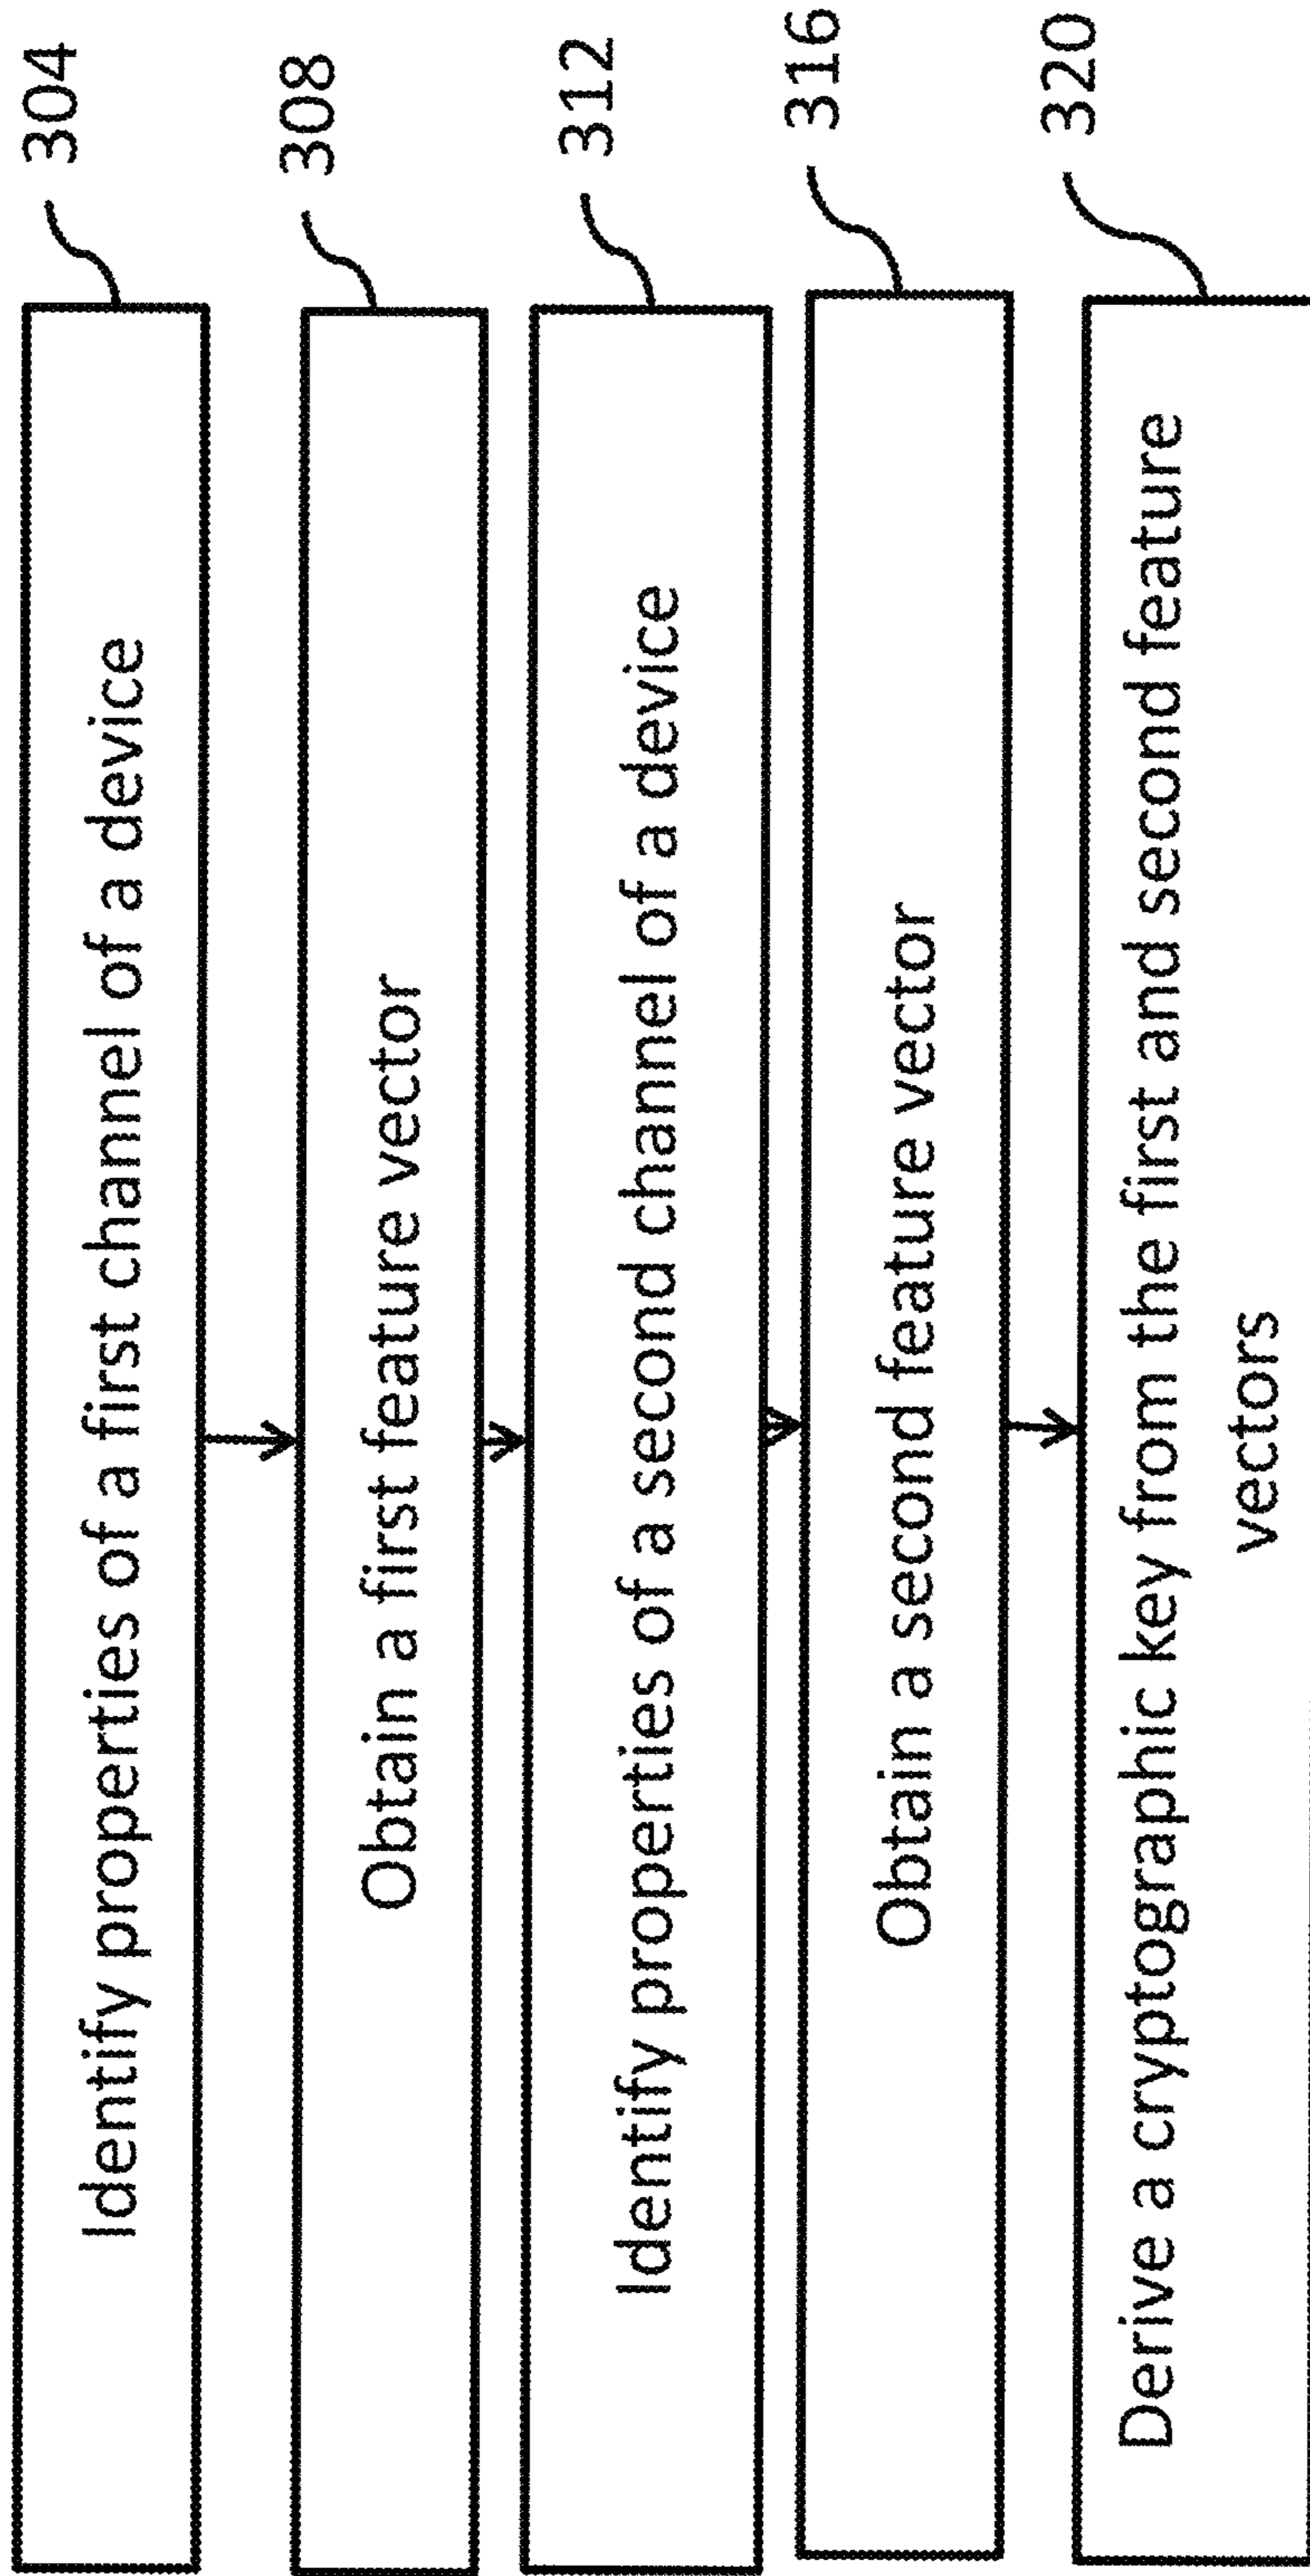 Identify properties of a first channel of a device
304
Obtain a first feature vector
308
Identify properties of a second channel of a device
312
Obtain a second feature vector
316
Derive a cryptographic key from the first and second feature
vectors
320